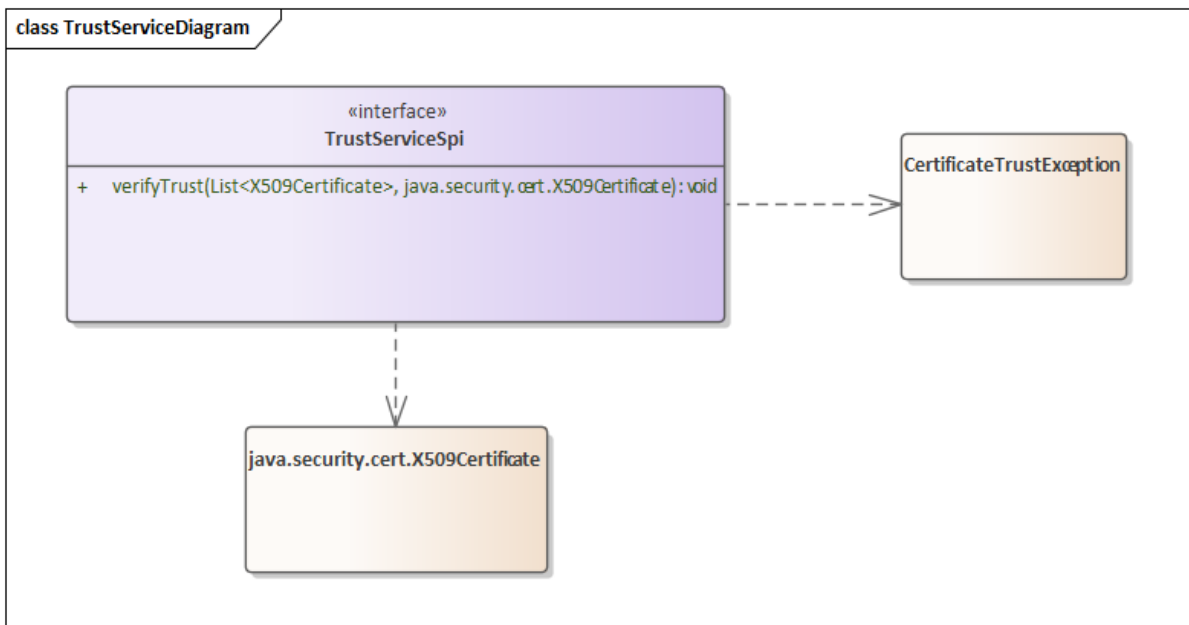 class TrustServiceDiagram
«interface»
TrustServiceSpi
+ verifyTrust(List<X509Certificate>, java.security.cert.X509Certificate): void
CertificateTrustException
java.security.cert.X509Certificate